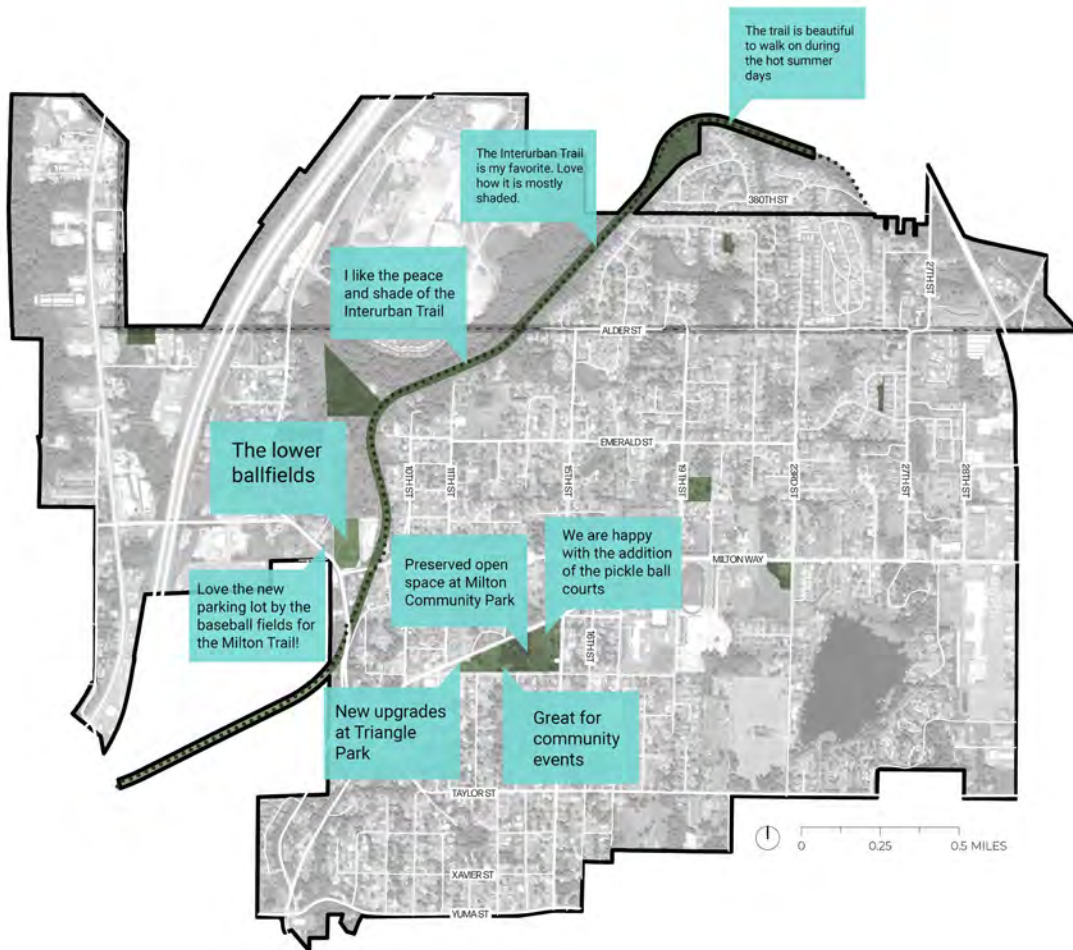 The trail is beautiful
to walk on during
the hot summer
days
The Interurban Trail
is my favorite. Love
how it is mostly
shaded.
380TH ST
27TH ST
I like the peace
and shade of the
Interurban Trail
ALDER ST
The lower
ballfields
EMERALD ST
10TH ST
11TH ST
15TH ST
19TH ST
23RD ST
27TH ST
28TH ST
We are happy
with the addition
of the pickle ball
courts
MILTON WAY
Preserved open
space at Milton
Community Park
Love the new
parking lot by the
baseball fields for
the Milton Trail!
16TH ST
New upgrades
at Triangle
Park
Great for
community
events
TAYLOR ST
0 0.25 0.5 MILES
XAVIER ST
YUMA ST